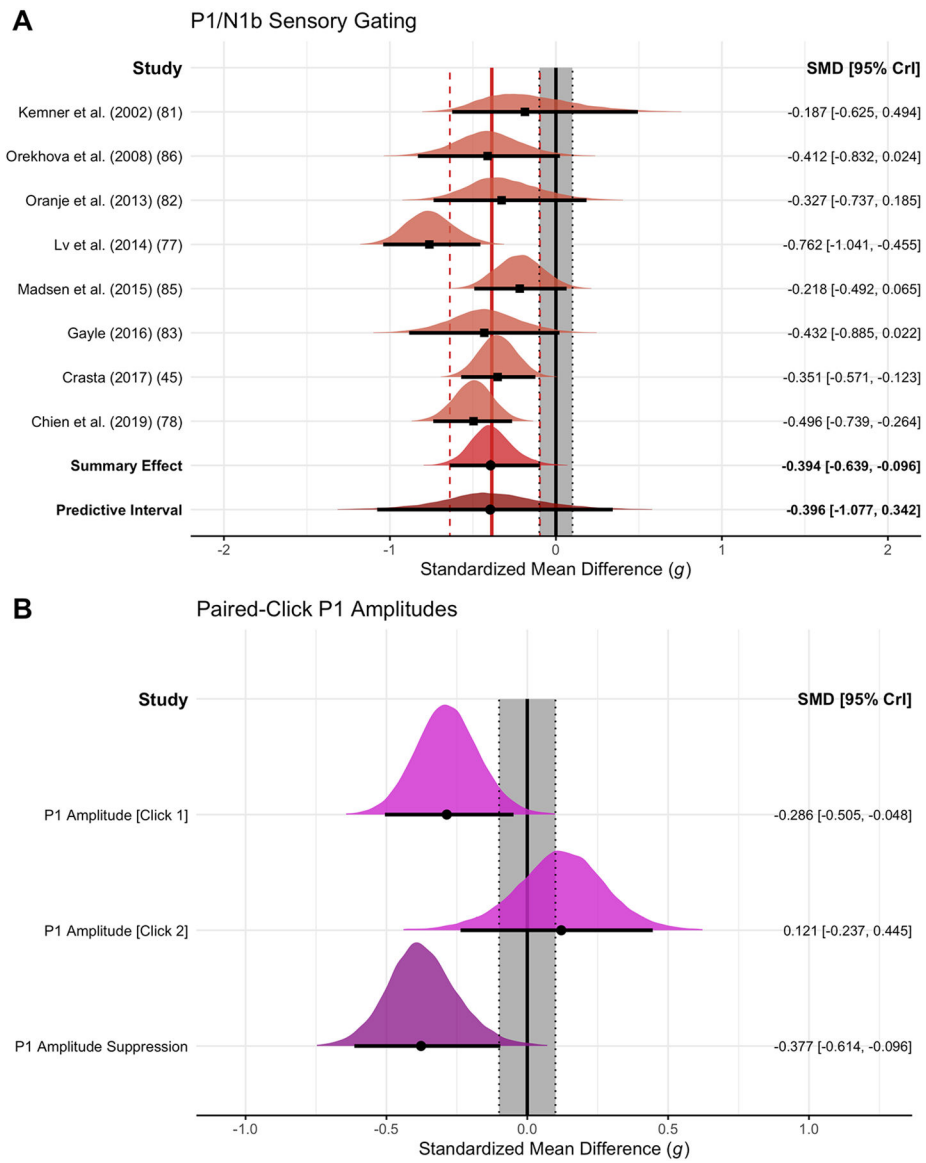 A
P1/N1b Sensory Gating
Study SMD [95% CrI]
Kemner et al. (2002) (81) -0.187 [-0.625, 0.494]
Orekhova et al. (2008) (86) -0.412 [-0.832, 0.024]
Oranje et al. (2013) (82) -0.327 [-0.737, 0.185]
Lv et al. (2014) (77) -0.762 [-1.041, -0.455]
Madsen et al. (2015) (85) -0.218 [-0.492, 0.065]
Gayle (2016) (83) -0.432 [-0.885, 0.022]
Crasta (2017) (45) -0.351 [-0.571, -0.123]
Chien et al. (2019) (78) -0.496 [-0.739, -0.264]
Summary Effect -0.394 [-0.639, -0.096]
Predictive Interval -0.396 [-1.077, 0.342]
-2 -1 0 1 2
Standardized Mean Difference (g)
B
Paired-Click P1 Amplitudes
Study SMD [95% CrI]
P1 Amplitude [Click 1] -0.286 [-0.505, -0.048]
P1 Amplitude [Click 2] 0.121 [-0.237, 0.445]
P1 Amplitude Suppression -0.377 [-0.614, -0.096]
-1.0 -0.5 0.0 0.5 1.0
Standardized Mean Difference (g)